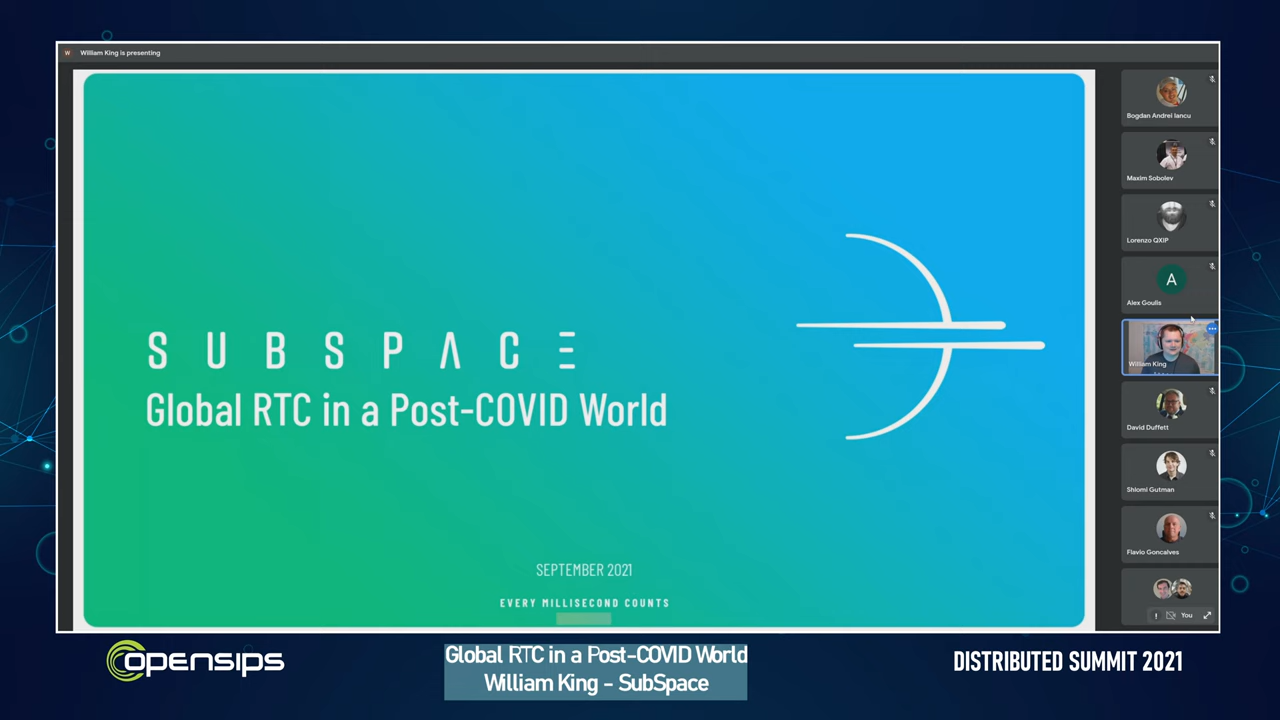 W William King is presenting
SUBSPACE
Global RTC in a Post-COVID World
SEPTEMBER 2021
EVERY MILLISECOND COUNTS
Bogdan Andrei Iancu
Maxim Sobolev
Lorenzo QXIP
A
Alex Goulis
William King
David Duffett
Shlomi Gutman
Flavio Goncalves
You
OPENSIPS
Global RTC in a Post-COVID World
William King - SubSpace
DISTRIBUTED SUMMIT 2021